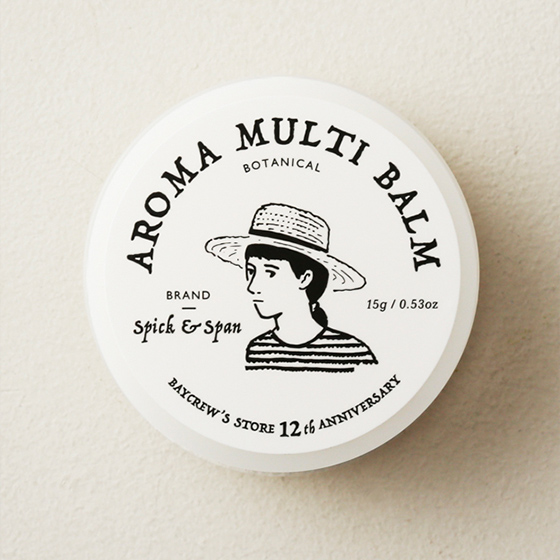 AROMA MULTI BALM
BOTANICAL
BRAND
Spick & Span
15g / 0.53oz
BAYCREW'S STORE 12th ANNIVERSARY